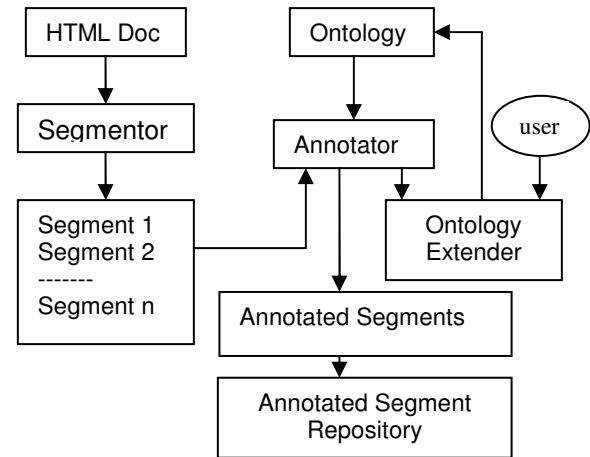 HTML Doc
Segmentor
Segment 1
Segment 2
-------
Segment n
Ontology
Annotator
user
Ontology
Extender
Annotated Segments
Annotated Segment
Repository